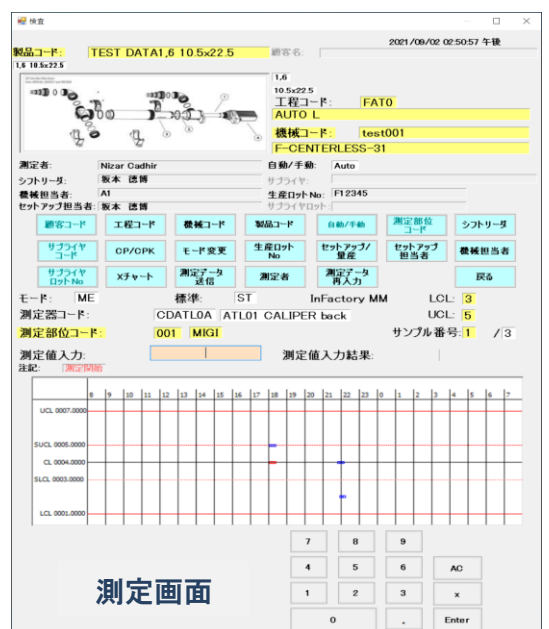 検査
2021/09/02 02:50:57 午後
製品コード: TEST DATA1,6 10.5x22.5 顧客名:
1,6 10.5x22.5
1,6
10.5x22.5
工程コード: FAT0
AUTO L
機械コード: test001
F-CENTERLESS-31
測定者: Nizar Cadhir 自動/手動: Auto
シフトリーダ: 坂本 徳博 サプライヤ:
機械担当者: A1 生産ロットNo: F12345
セットアップ担当者: 坂本 徳博 サプライヤロット:
顧客コード 工程コード 機械コード 製品コード 自動/手動 測定部位コード シフトリーダ
サプライヤコード CP/CPK モード変更 生産ロットNo セットアップ/量産 セットアップ担当者 機械担当者
サプライヤロットNo Xチャート 測定データ送信 測定者 測定データ再入力 戻る
モード: ME 標準: ST InFactory MM LCL: 3
測定器コード: CDATL0A ATL01 CALIPER back UCL: 5
測定部位コード: 001 MIGI サンプル番号: 1 /3
測定値入力: 測定値入力結果:
注記: 測定開始
8 9 10 11 12 13 14 15 16 17 18 19 20 21 22 23 0 1 2 3 4 5 6 7
UCL 0007.0000
SUCL 0005.0000
CL 0004.0000
SLCL 0003.0000
LCL 0001.0000
7 8 9
4 5 6 AC
1 2 3 x
0 . Enter
測定画面